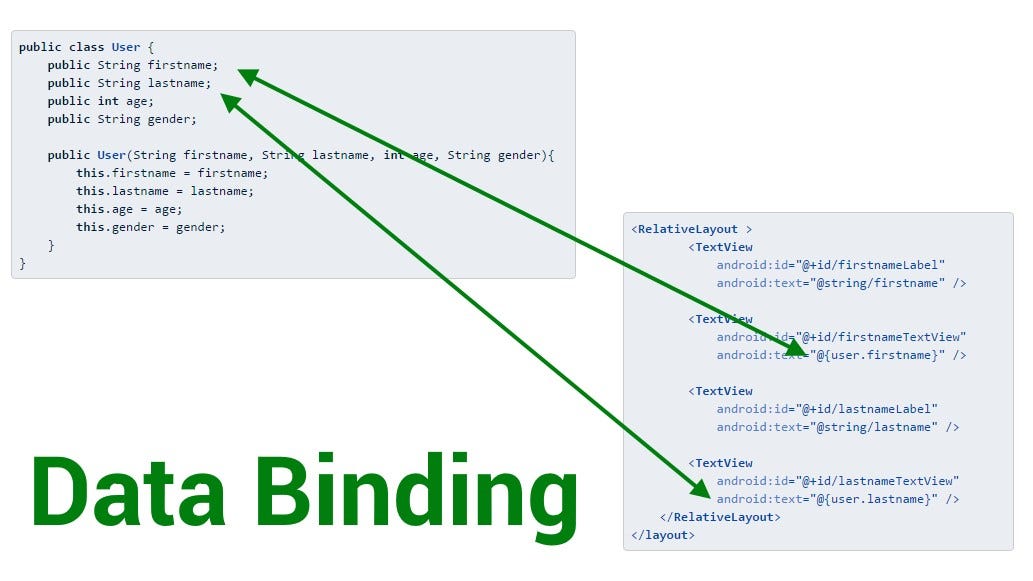 public class User {
    public String firstname;
    public String lastname;
    public int age;
    public String gender;
    public User(String firstname, String lastname, int age, String gender){
        this.firstname = firstname;
        this.lastname = lastname;
        this.age = age;
        this.gender = gender;
    }
}
<RelativeLayout >
        <TextView
            android:id="@+id/firstnameLabel"
            android:text="@string/firstname" />
        <TextView
            android:id="@+id/firstnameTextView"
            android:text="@{user.firstname}" />
        <TextView
            android:id="@+id/lastnameLabel"
            android:text="@string/lastname" />
        <TextView
            android:id="@+id/lastnameTextView"
            android:text="@{user.lastname}" />
    </RelativeLayout>
</layout>
Data Binding